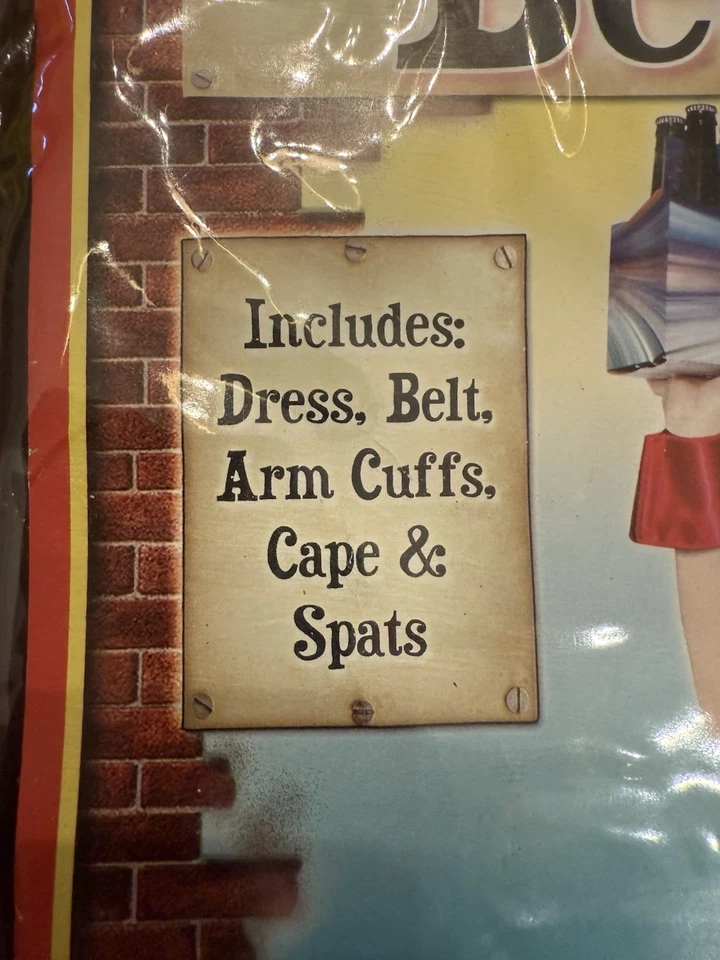 Includes:
Dress, Belt,
Arm Cuffs,
Cape &
Spats